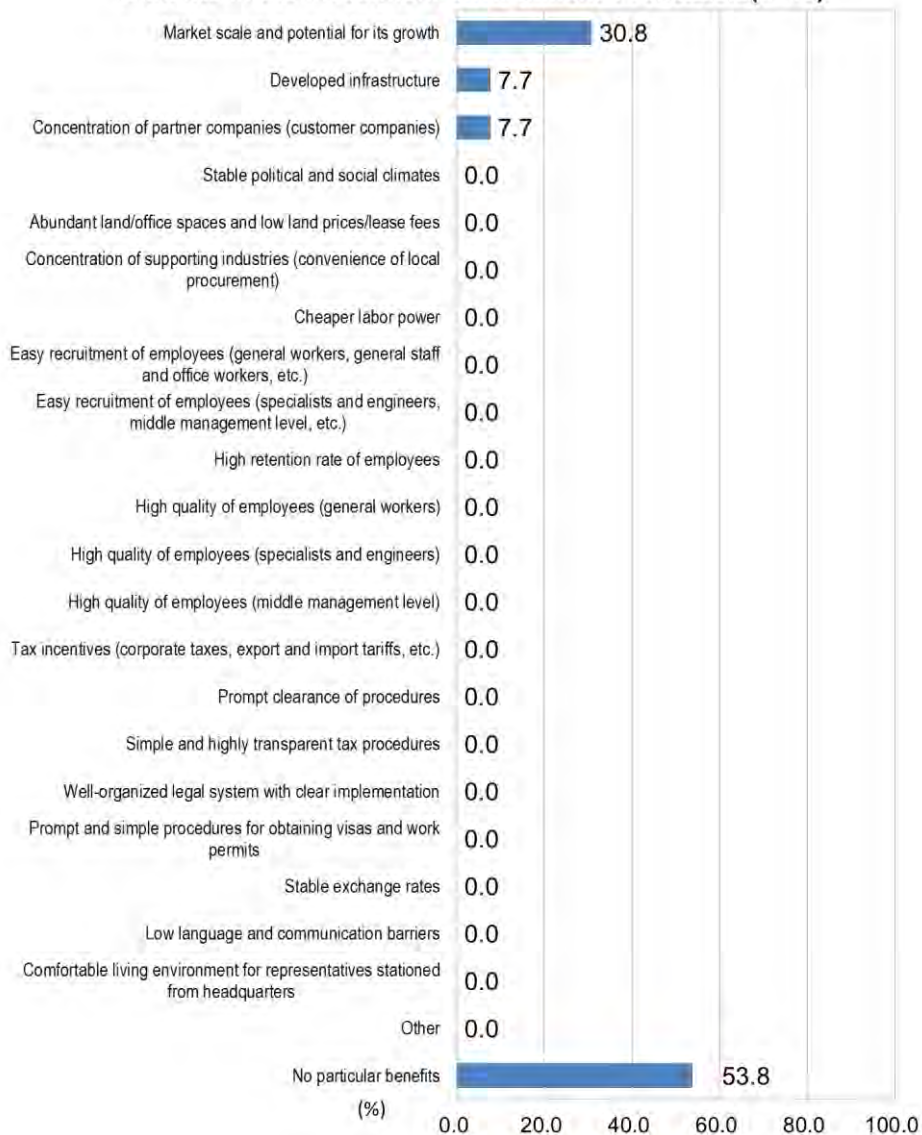 Market scale and potential for its growth 30.8
Developed infrastructure 7.7
Concentration of partner companies (customer companies) 7.7
Stable political and social climates 0.0
Abundant land/office spaces and low land prices/lease fees 0.0
Concentration of supporting industries (convenience of local
procurement) 0.0
Cheaper labor power 0.0
Easy recruitment of employees (general workers, general staff
and office workers, etc.) 0.0
Easy recruitment of employees (specialists and engineers,
middle management level, etc.) 0.0
High retention rate of employees 0.0
High quality of employees (general workers) 0.0
High quality of employees (specialists and engineers) 0.0
High quality of employees (middle management level) 0.0
Tax incentives (corporate taxes, export and import tariffs, etc.) 0.0
Prompt clearance of procedures 0.0
Simple and highly transparent tax procedures 0.0
Well-organized legal system with clear implementation 0.0
Prompt and simple procedures for obtaining visas and work
permits 0.0
Stable exchange rates 0.0
Low language and communication barriers 0.0
Comfortable living environment for representatives stationed
from headquarters 0.0
Other 0.0
No particular benefits 53.8
(%)
0.0 20.0 40.0 60.0 80.0 100.0